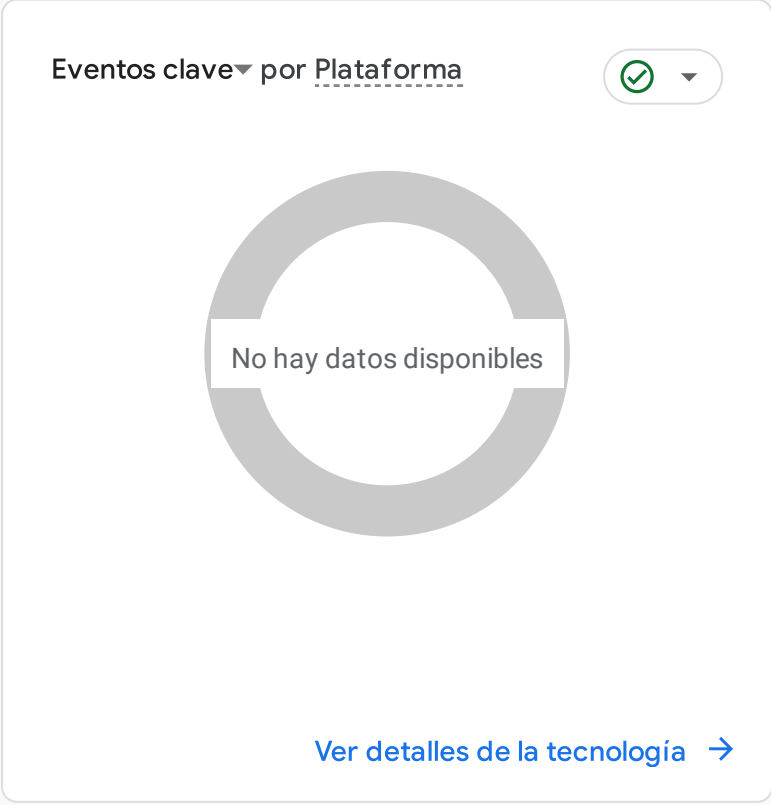 Eventos clave por Plataforma
No hay datos disponibles
Ver detalles de la tecnología